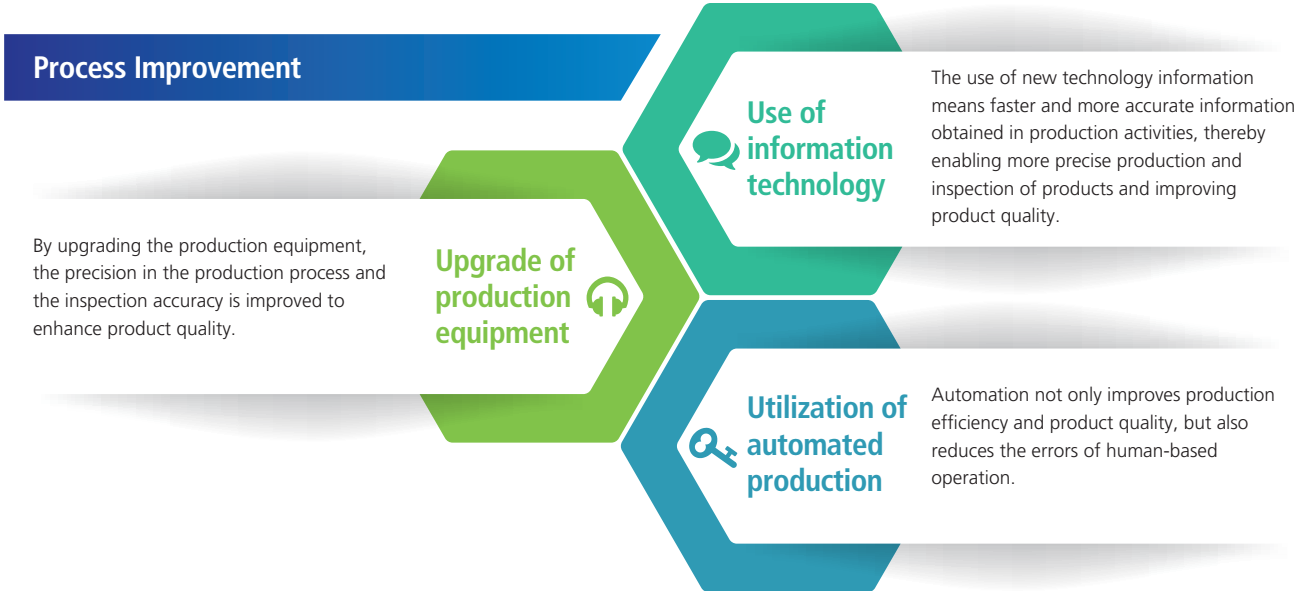 Process Improvement
Use of
information
technology
The use of new technology information
means faster and more accurate information
obtained in production activities, thereby
enabling more precise production and
inspection of products and improving
product quality.
By upgrading the production equipment,
the precision in the production process and
the inspection accuracy is improved to
enhance product quality.
Upgrade of
production
equipment
Utilization of
automated
production
Automation not only improves production
efficiency and product quality, but also
reduces the errors of human-based
operation.